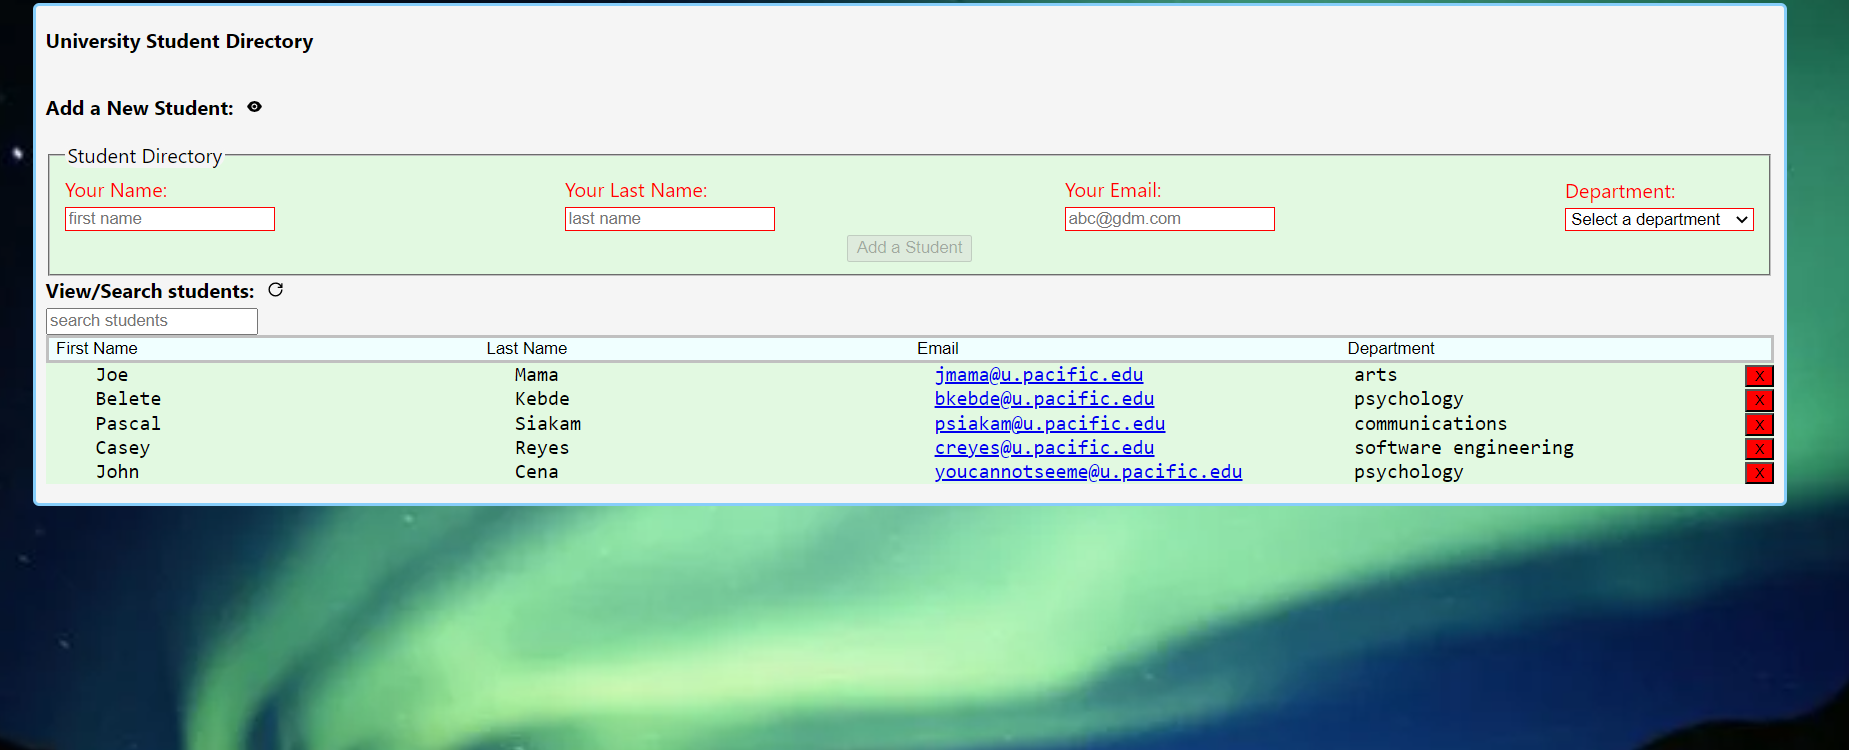 University Student Directory
Add a New Student:
Student Directory
Your Name: Your Last Name: Your Email: Department:
first name last name abc@gdm.com Select a department
Add a Student
View/Search students:
search students
First Name Last Name Email Department
Joe Mama jmama@u.pacific.edu arts X
Belete Kebde bkebde@u.pacific.edu psychology X
Pascal Siakam psiakam@u.pacific.edu communications X
Casey Reyes creyes@u.pacific.edu software engineering X
John Cena youcannotseeme@u.pacific.edu psychology X